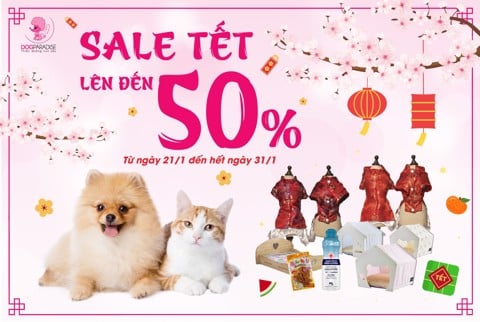 DOGPARADISE
SALE TẾT
LÊN ĐẾN
50%
Từ ngày 21/1 đến hết ngày 31/1
TẾT